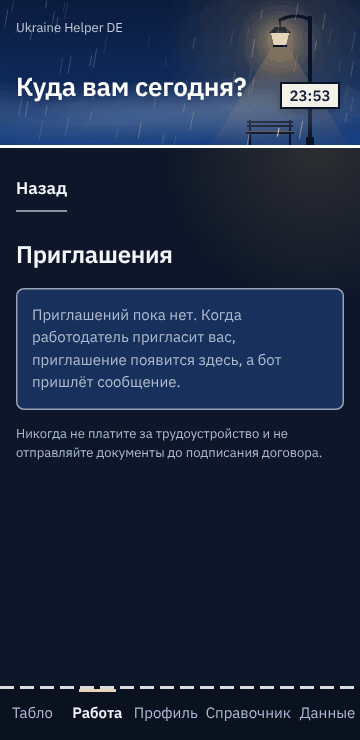 Ukraine Helper DE
Куда вам сегодня?
23:53
Назад
Приглашения
Приглашений пока нет. Когда
работодатель пригласит вас,
приглашение появится здесь, а бот
пришлёт сообщение.
Никогда не платите за трудоустройство и не
отправляйте документы до подписания договора.
Табло Работа Профиль Справочник Данные